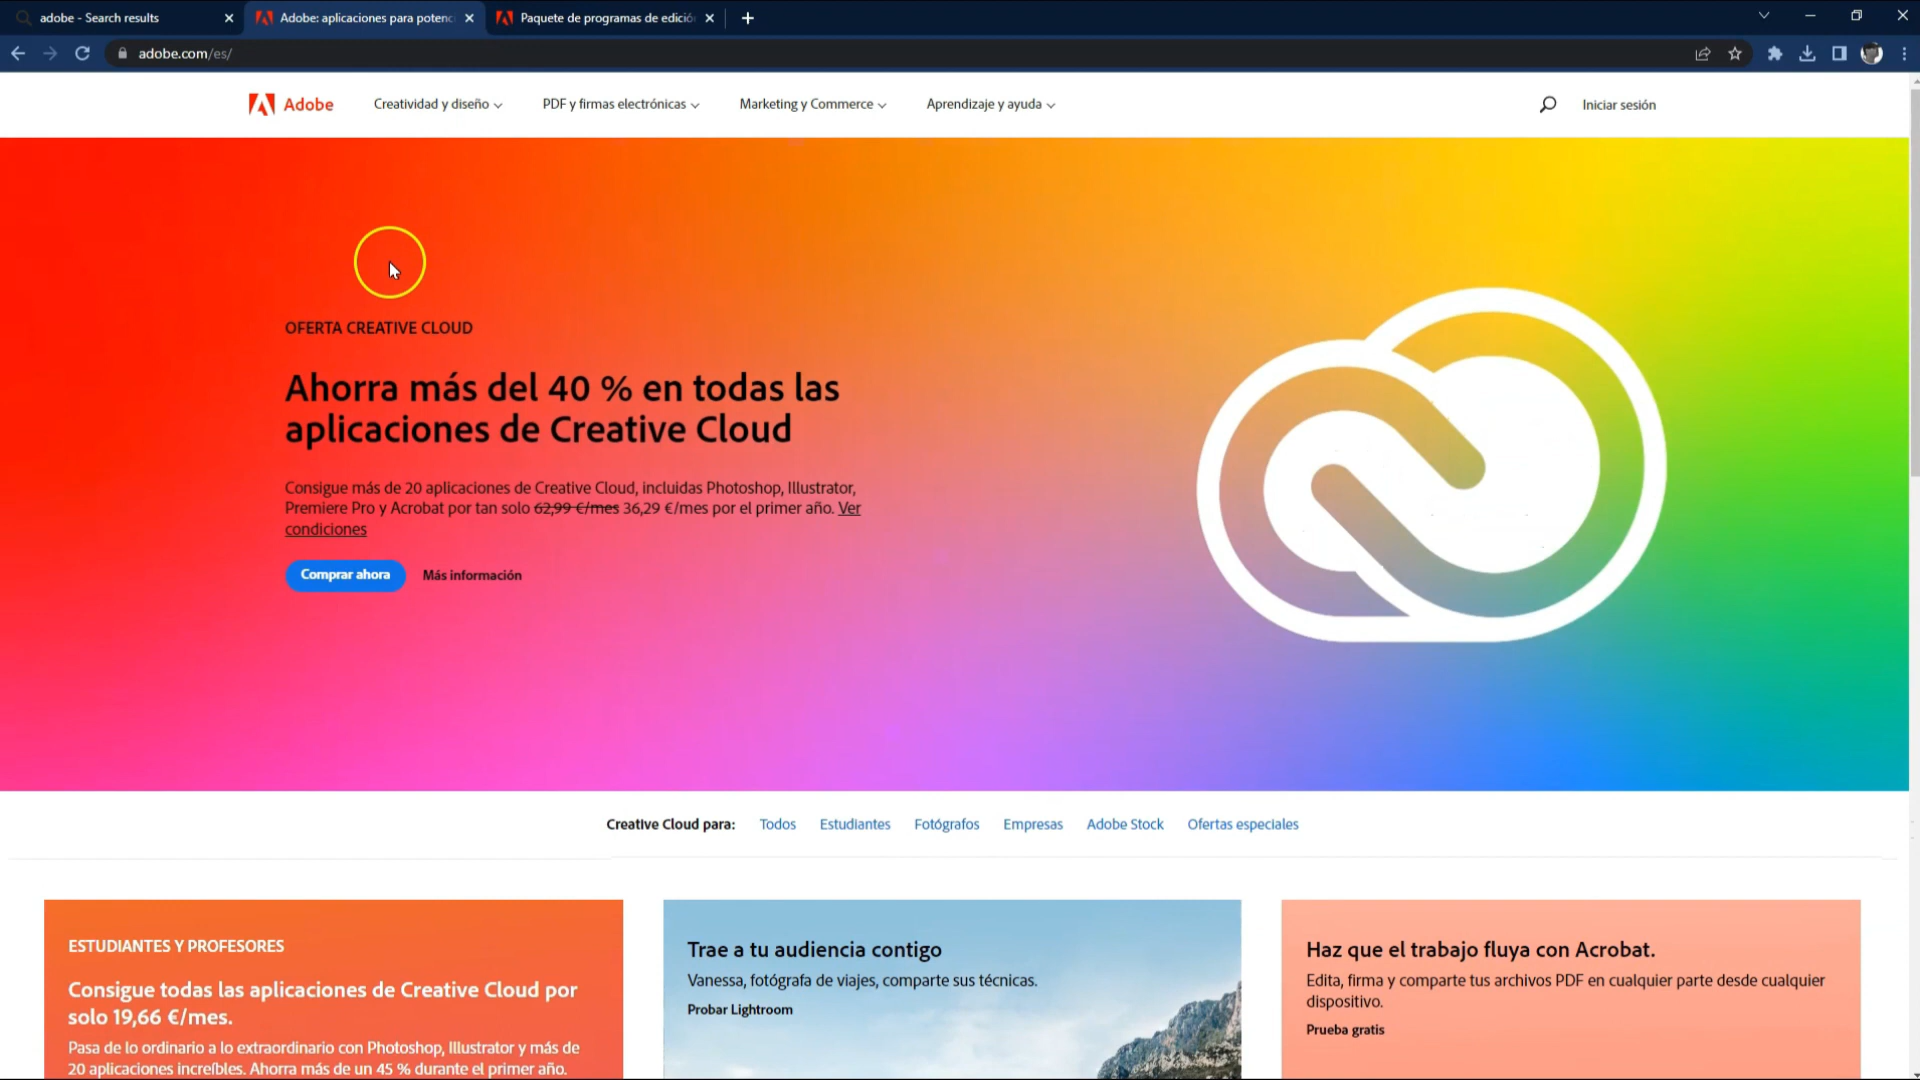 adobe - Search results
Adobe: aplicaciones para potenc
Paquete de programas de edició
adobe.com/es/
Adobe
Creatividad y diseño
PDF y firmas electrónicas
Marketing y Commerce
Aprendizaje y ayuda
Iniciar sesión
OFERTA CREATIVE CLOUD
Ahorra más del 40 % en todas las
aplicaciones de Creative Cloud
Consigue más de 20 aplicaciones de Creative Cloud, incluidas Photoshop, Illustrator,
Premiere Pro y Acrobat por tan solo 62,99 €/mes 36,29 €/mes por el primer año. Ver
condiciones
Comprar ahora
Más información
Creative Cloud para:
Todos
Estudiantes
Fotógrafos
Empresas
Adobe Stock
Ofertas especiales
ESTUDIANTES Y PROFESORES
Consigue todas las aplicaciones de Creative Cloud por
solo 19,66 €/mes.
Pasa de lo ordinario a lo extraordinario con Photoshop, Illustrator y más de
20 aplicaciones increíbles. Ahorra más de un 45 % durante el primer año.
Trae a tu audiencia contigo
Vanessa, fotógrafa de viajes, comparte sus técnicas.
Probar Lightroom
Haz que el trabajo fluya con Acrobat.
Edita, firma y comparte tus archivos PDF en cualquier parte desde cualquier
dispositivo.
Prueba gratis